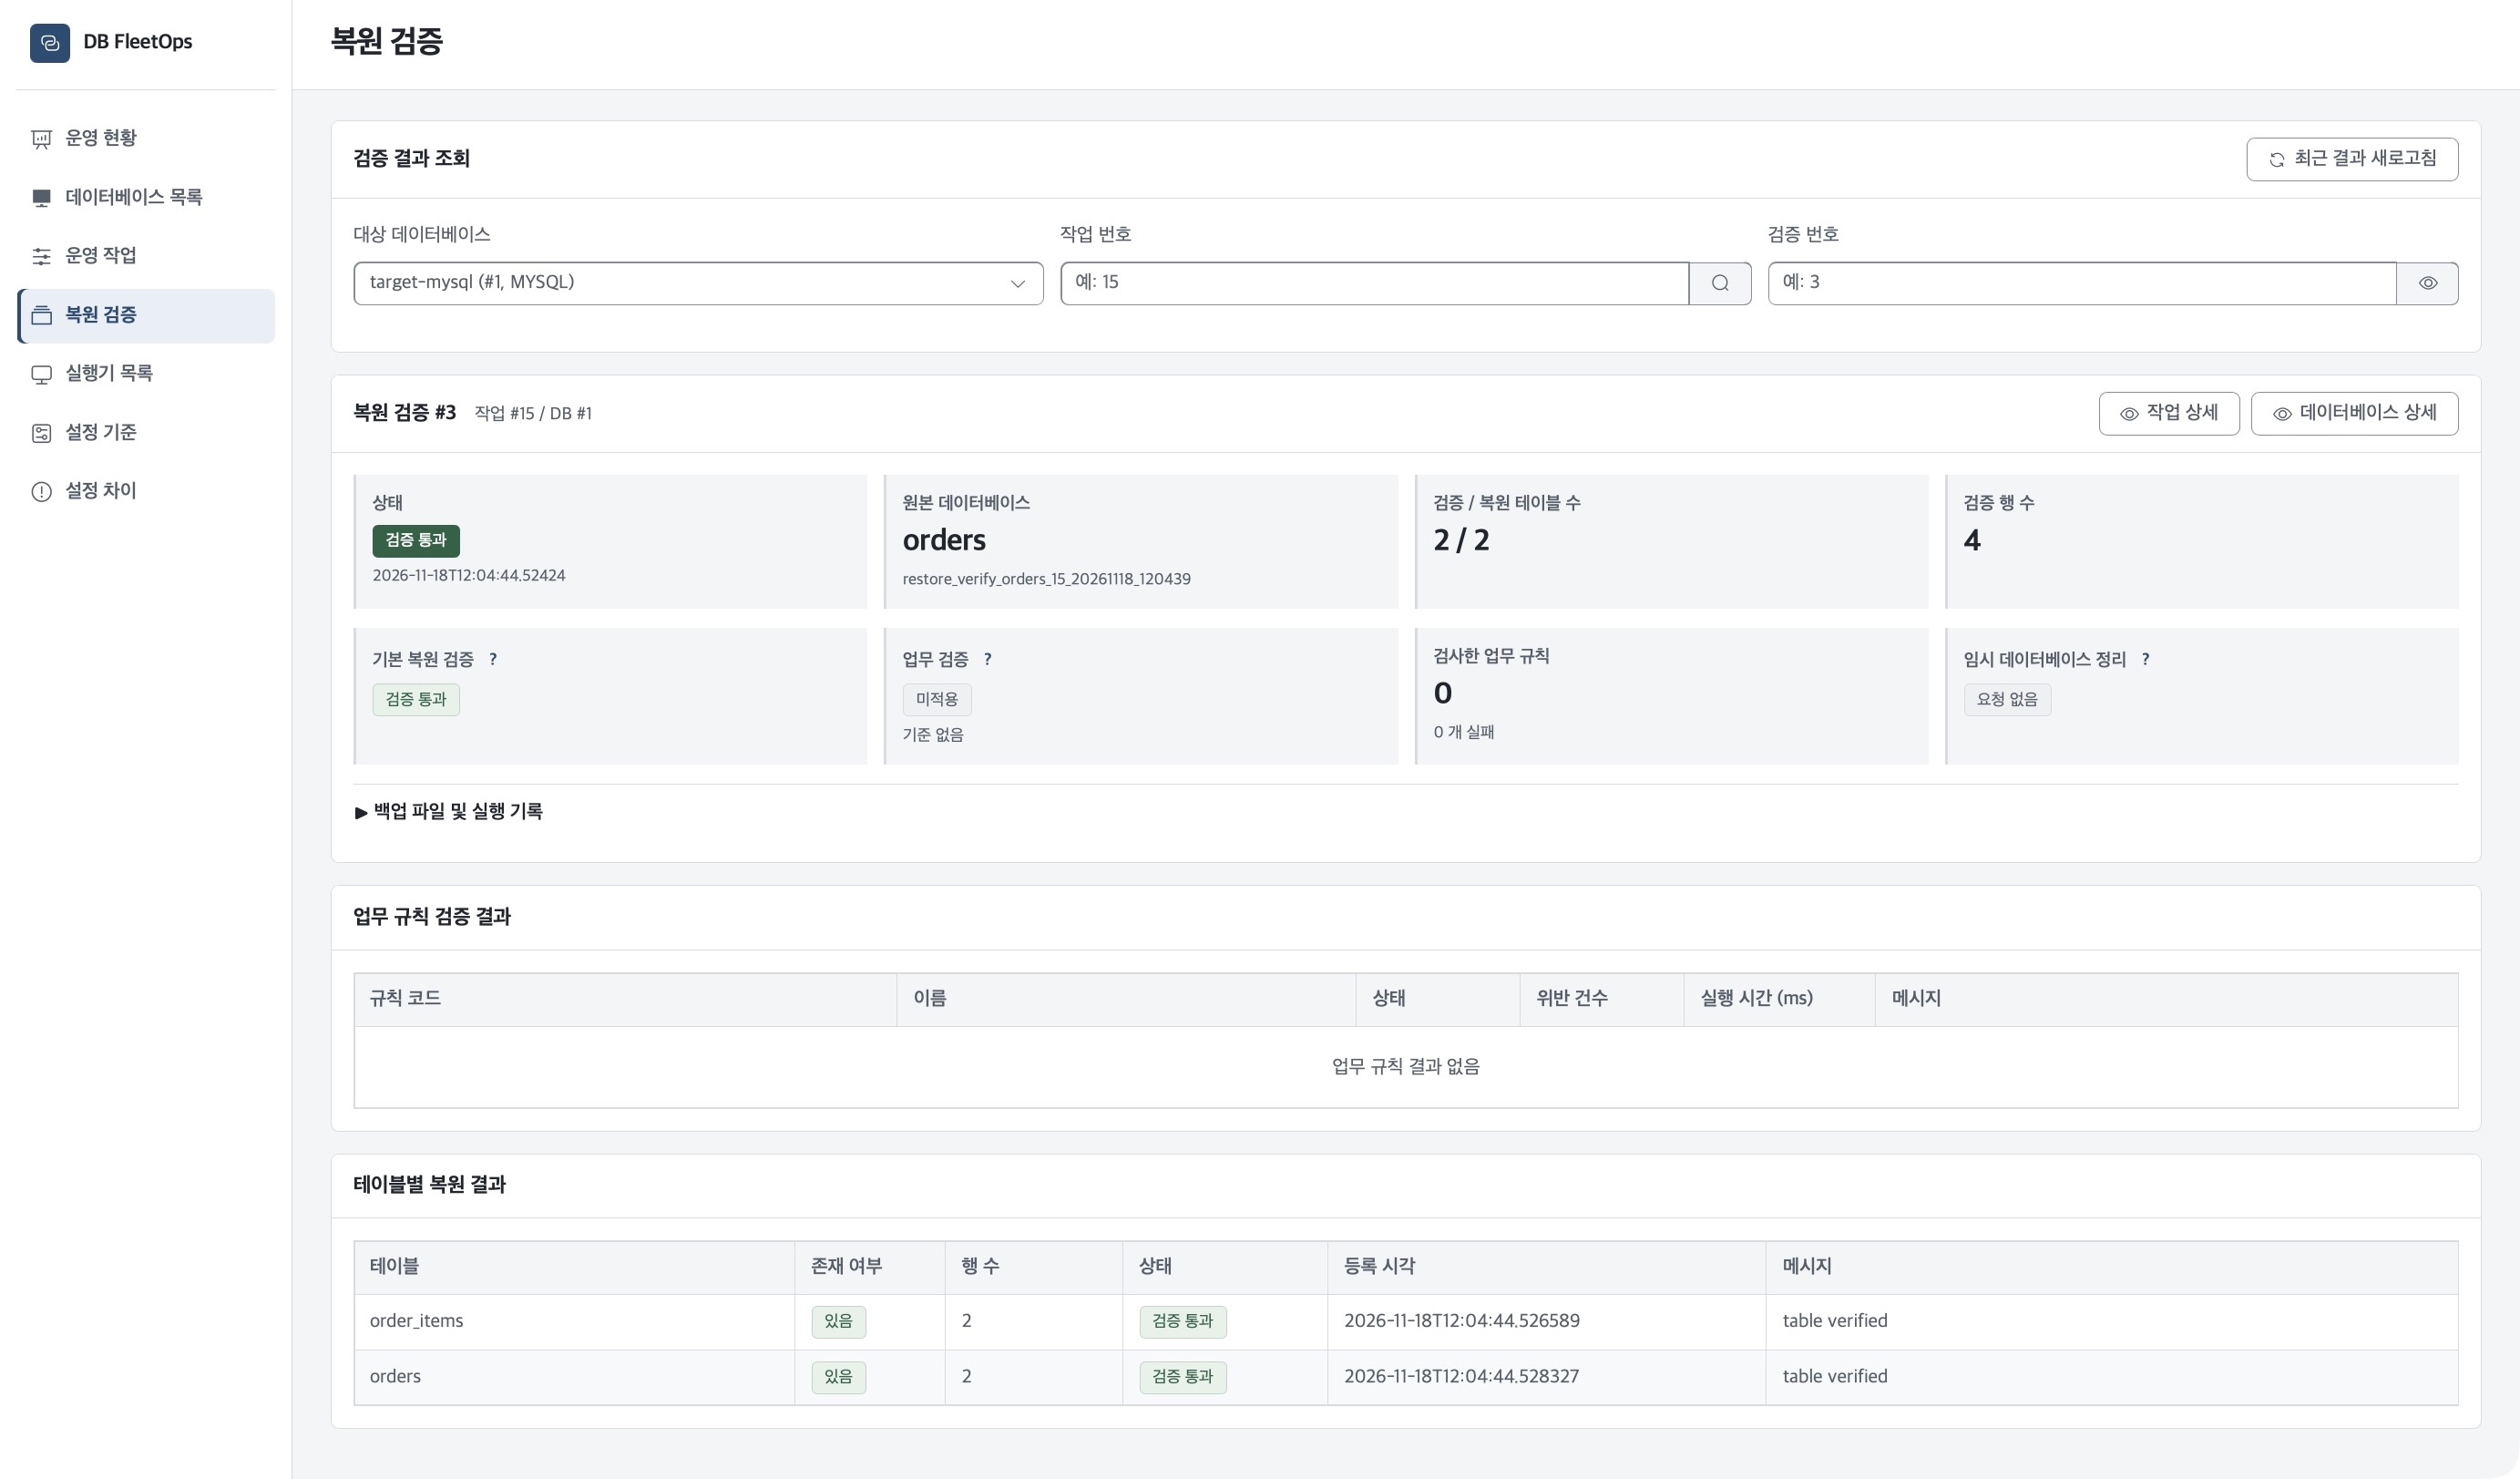 DB FleetOps
운영 현황
데이터베이스 목록
운영 작업
복원 검증
실행기 목록
설정 기준
설정 차이
복원 검증
검증 결과 조회
최근 결과 새로고침
대상 데이터베이스
작업 번호
검증 번호
target-mysql (#1, MYSQL)
예: 15
예: 3
복원 검증 #3 작업 #15 / DB #1
작업 상세
데이터베이스 상세
상태
검증 통과
2026-11-18T12:04:44.52424
원본 데이터베이스
orders
restore_verify_orders_15_20261118_120439
검증 / 복원 테이블 수
2 / 2
검증 행 수
4
기본 복원 검증 ?
검증 통과
업무 검증 ?
미적용
기준 없음
검사한 업무 규칙
0
0 개 실패
임시 데이터베이스 정리 ?
요청 없음
▶ 백업 파일 및 실행 기록
업무 규칙 검증 결과
규칙 코드 이름 상태 위반 건수 실행 시간 (ms) 메시지
업무 규칙 결과 없음
테이블별 복원 결과
테이블 존재 여부 행 수 상태 등록 시각 메시지
order_items 있음 2 검증 통과 2026-11-18T12:04:44.526589 table verified
orders 있음 2 검증 통과 2026-11-18T12:04:44.528327 table verified